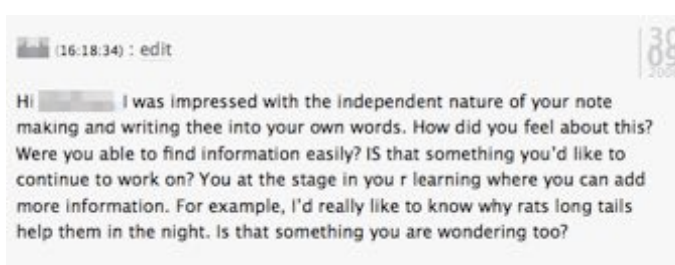 (16:18:34) : edit
30
09
Hi I was impressed with the independent nature of your note
making and writing thee into your own words. How did you feel about this?
Were you able to find information easily? IS that something you'd like to
continue to work on? You at the stage in you r learning where you can add
more information. For example, I'd really like to know why rats long tails
help them in the night. Is that something you are wondering too?